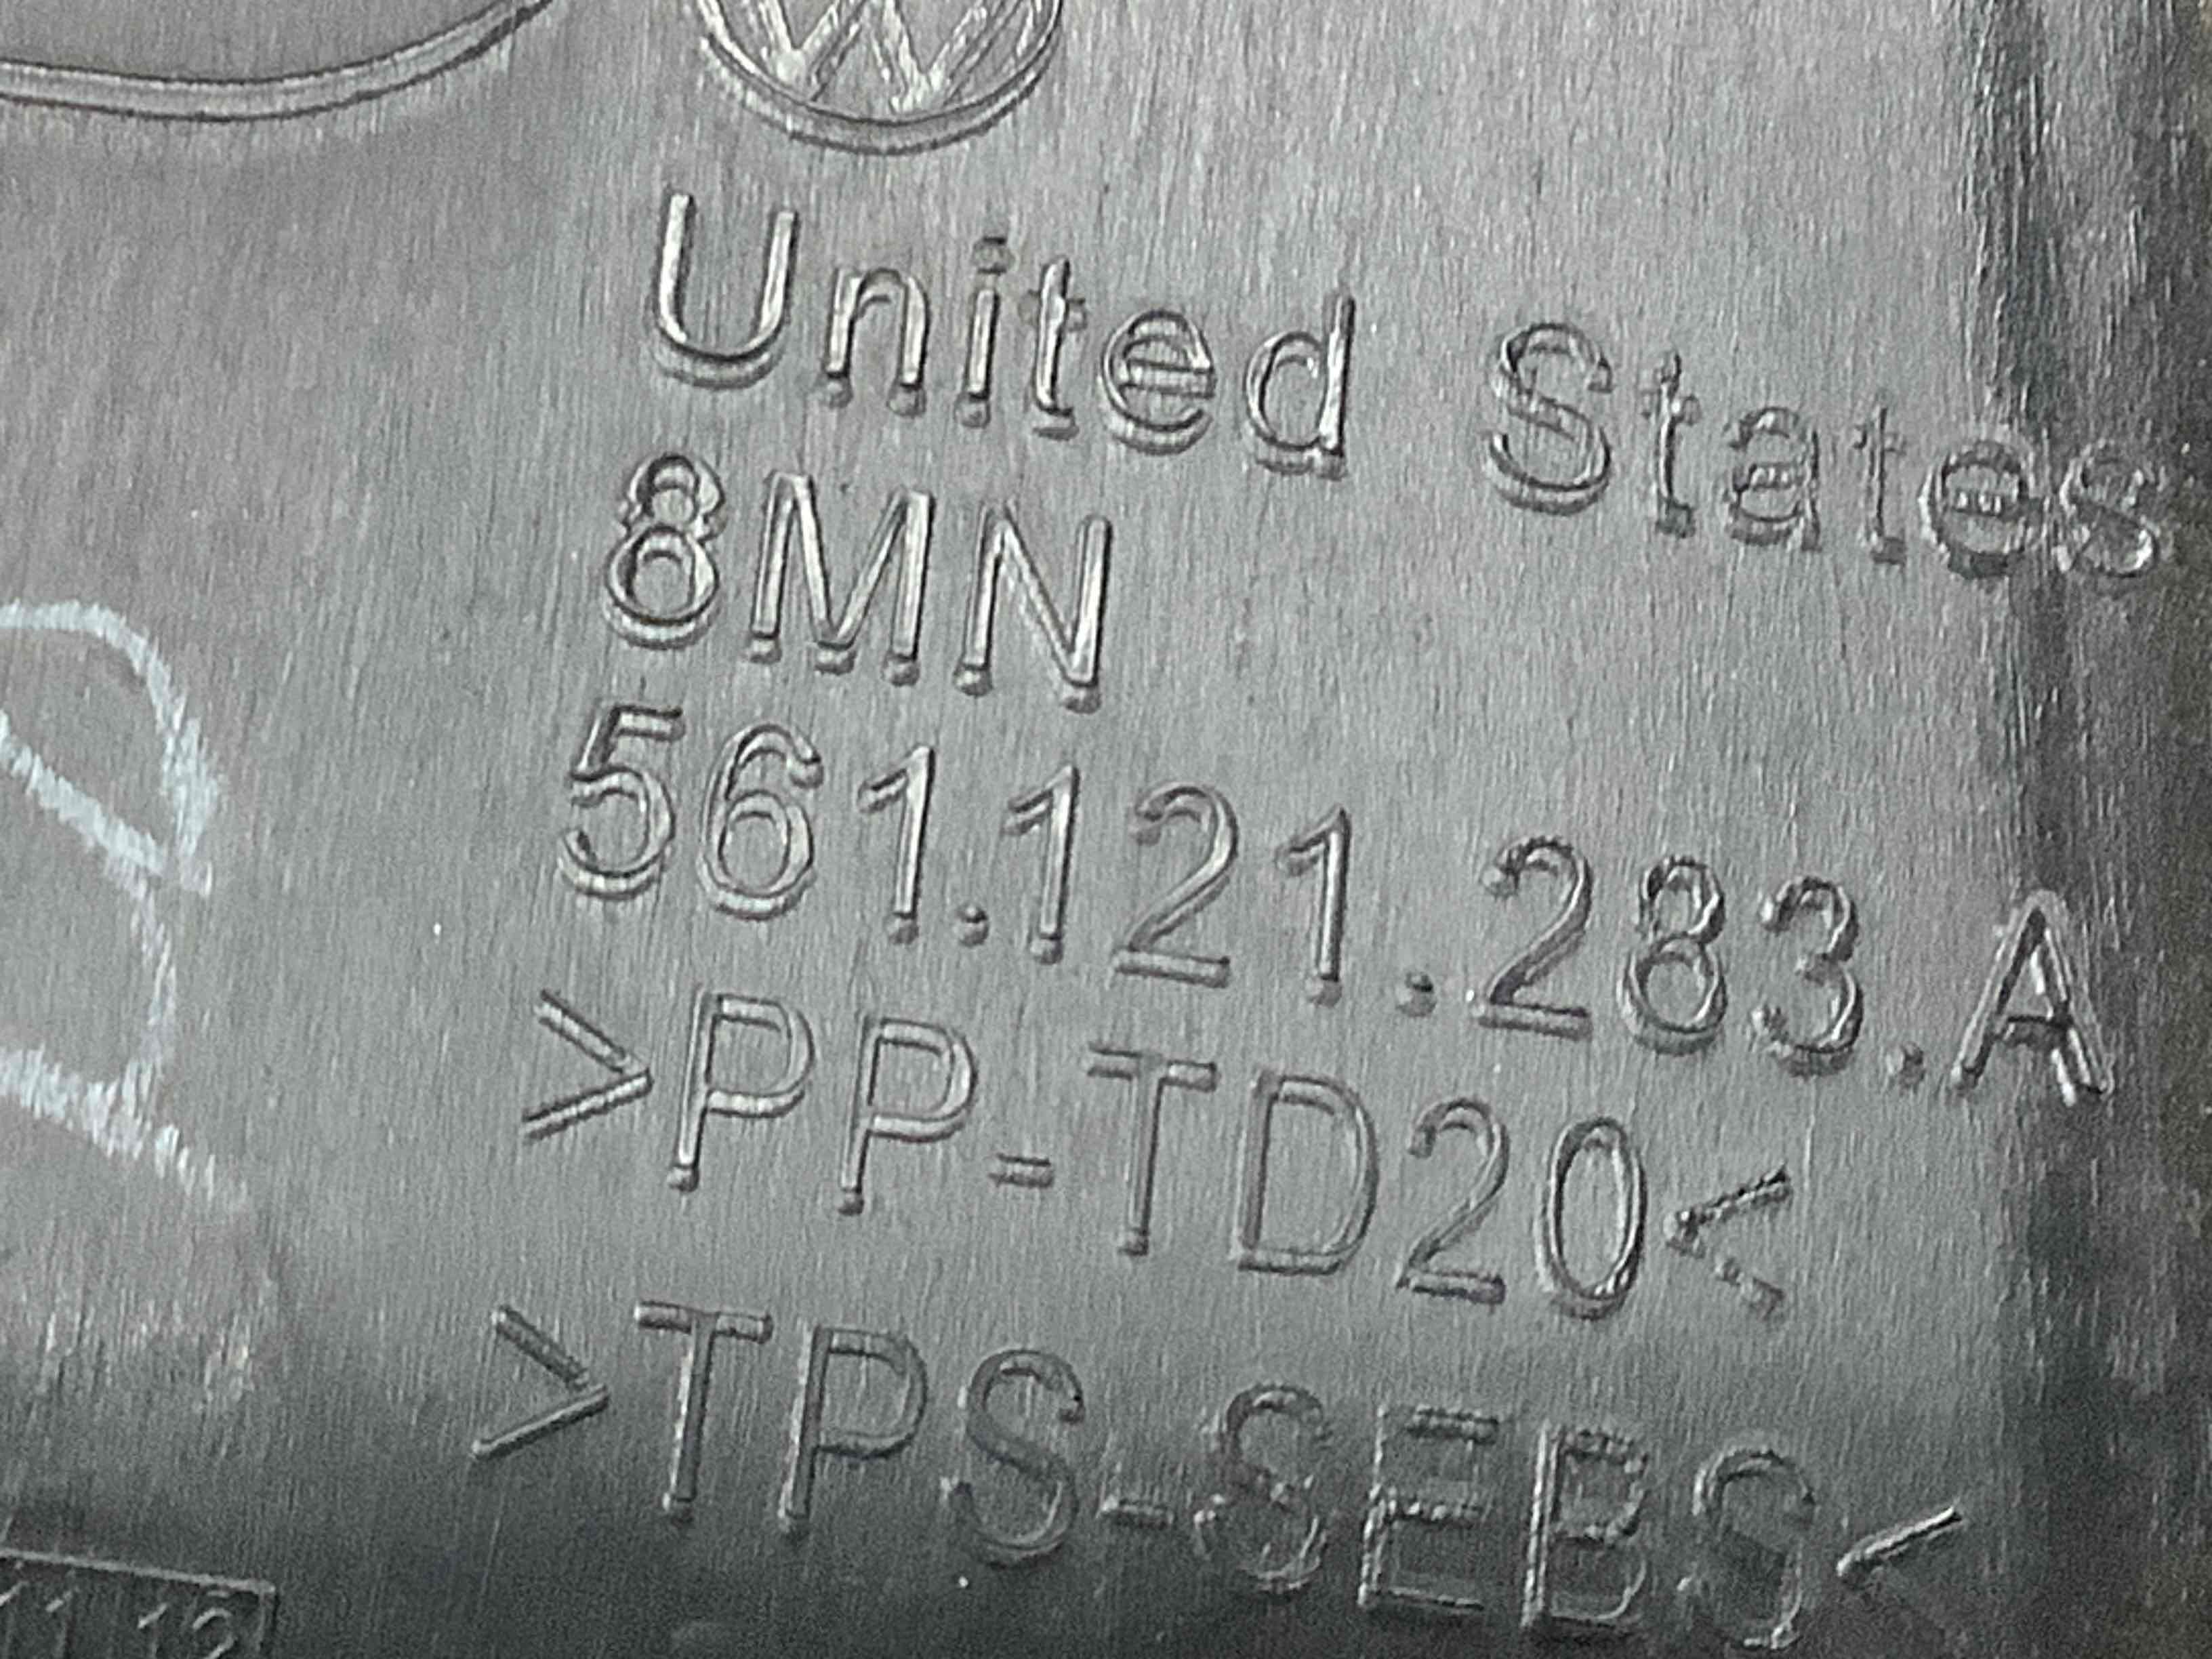 United States
8MN
561.121.283.A
>PP-TD20<
>TPS-SEBS<